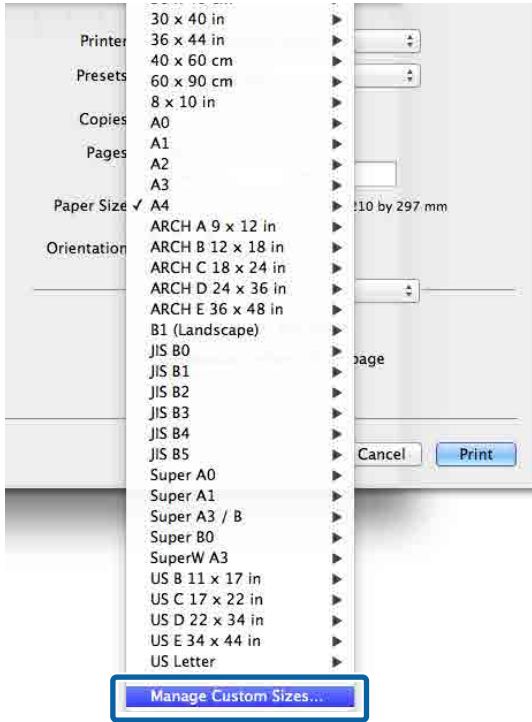 30 x 40 in
Printer 36 x 44 in
40 x 60 cm
Presets 60 x 90 cm
8 x 10 in
Copies A0
A1
Pages A2
A3
Paper Size ✓ A4 210 by 297 mm
ARCH A 9 x 12 in
Orientation ARCH B 12 x 18 in
ARCH C 18 x 24 in
ARCH D 24 x 36 in
ARCH E 36 x 48 in
B1 (Landscape)
JIS B0
JIS B1 page
JIS B2
JIS B3
JIS B4
JIS B5 Cancel Print
Super A0
Super A1
Super A3 / B
Super B0
SuperW A3
US B 11 x 17 in
US C 17 x 22 in
US D 22 x 34 in
US E 34 x 44 in
US Letter
Manage Custom Sizes...